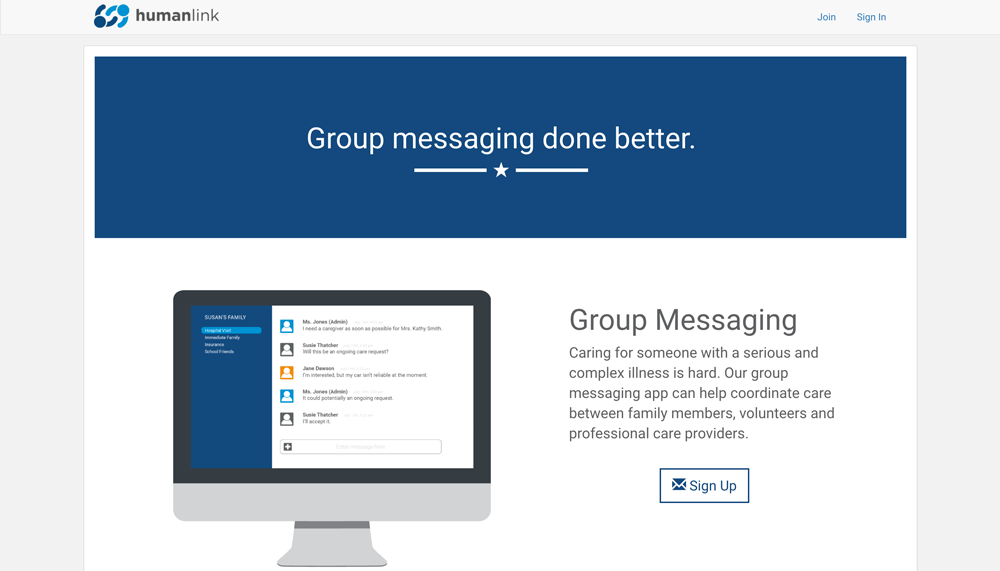 humanlink
Join
Sign In
Group messaging done better.
SUSAN'S FAMILY
Hospital Visit
Immediate Family
Insurance
School Friends
Ms. Jones (Admin)
I need a caregiver as soon as possible for Mrs. Kathy Smith.
Susie Thatcher
Will this be an ongoing care request?
Jane Dawson
I'm interested, but my car isn't reliable at the moment.
Ms. Jones (Admin)
It could potentially an ongoing request.
Susie Thatcher
I'll accept it.
Enter message here
Group Messaging
Caring for someone with a serious and
complex illness is hard. Our group
messaging app can help coordinate care
between family members, volunteers and
professional care providers.
Sign Up